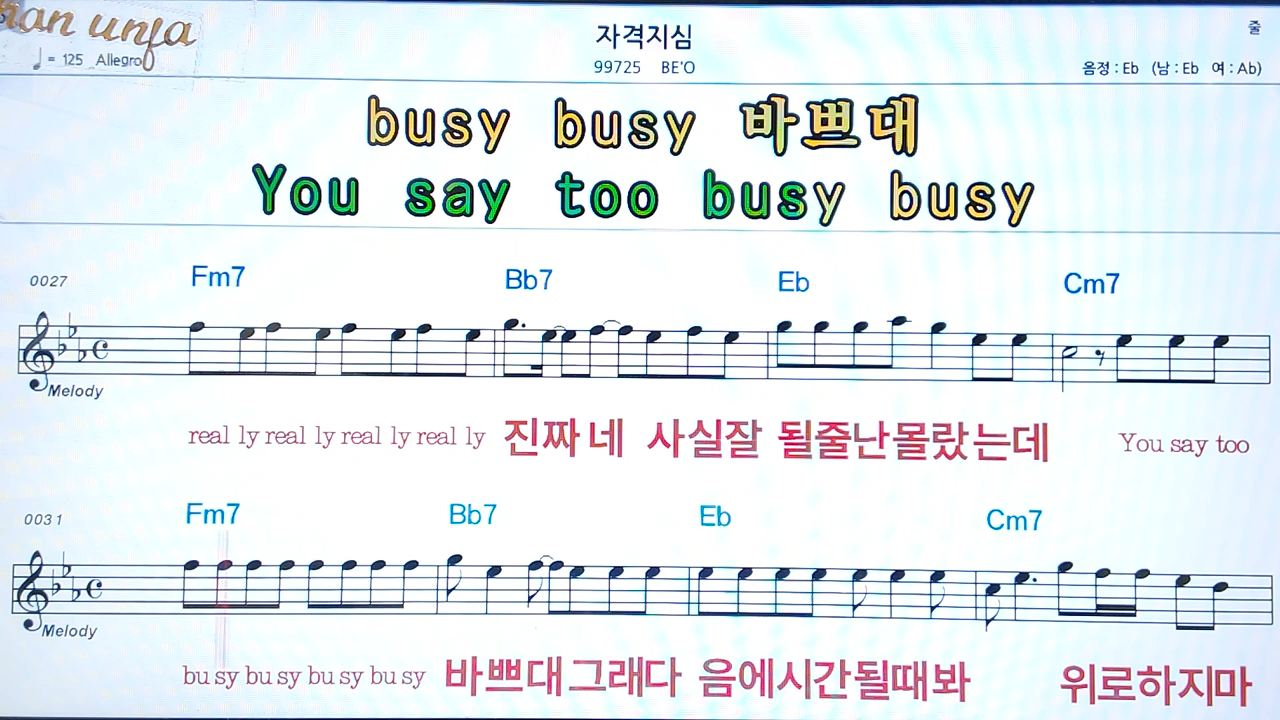 han unfa
♩ = 125 Allegro
자격지심
99725 BE'O
줄
음정 : Eb (남 : Eb 여 : Ab)
busy busy 바쁘대
You say too busy busy
0027 Fm7 Bb7 Eb Cm7
Melody
real ly real ly real ly real ly 진짜네 사실잘 될줄난몰랐는데 You say too
0031 Fm7 Bb7 Eb Cm7
Melody
bu sy bu sy bu sy bu sy 바쁘대그래다 음에시간될때봐 위로하지마